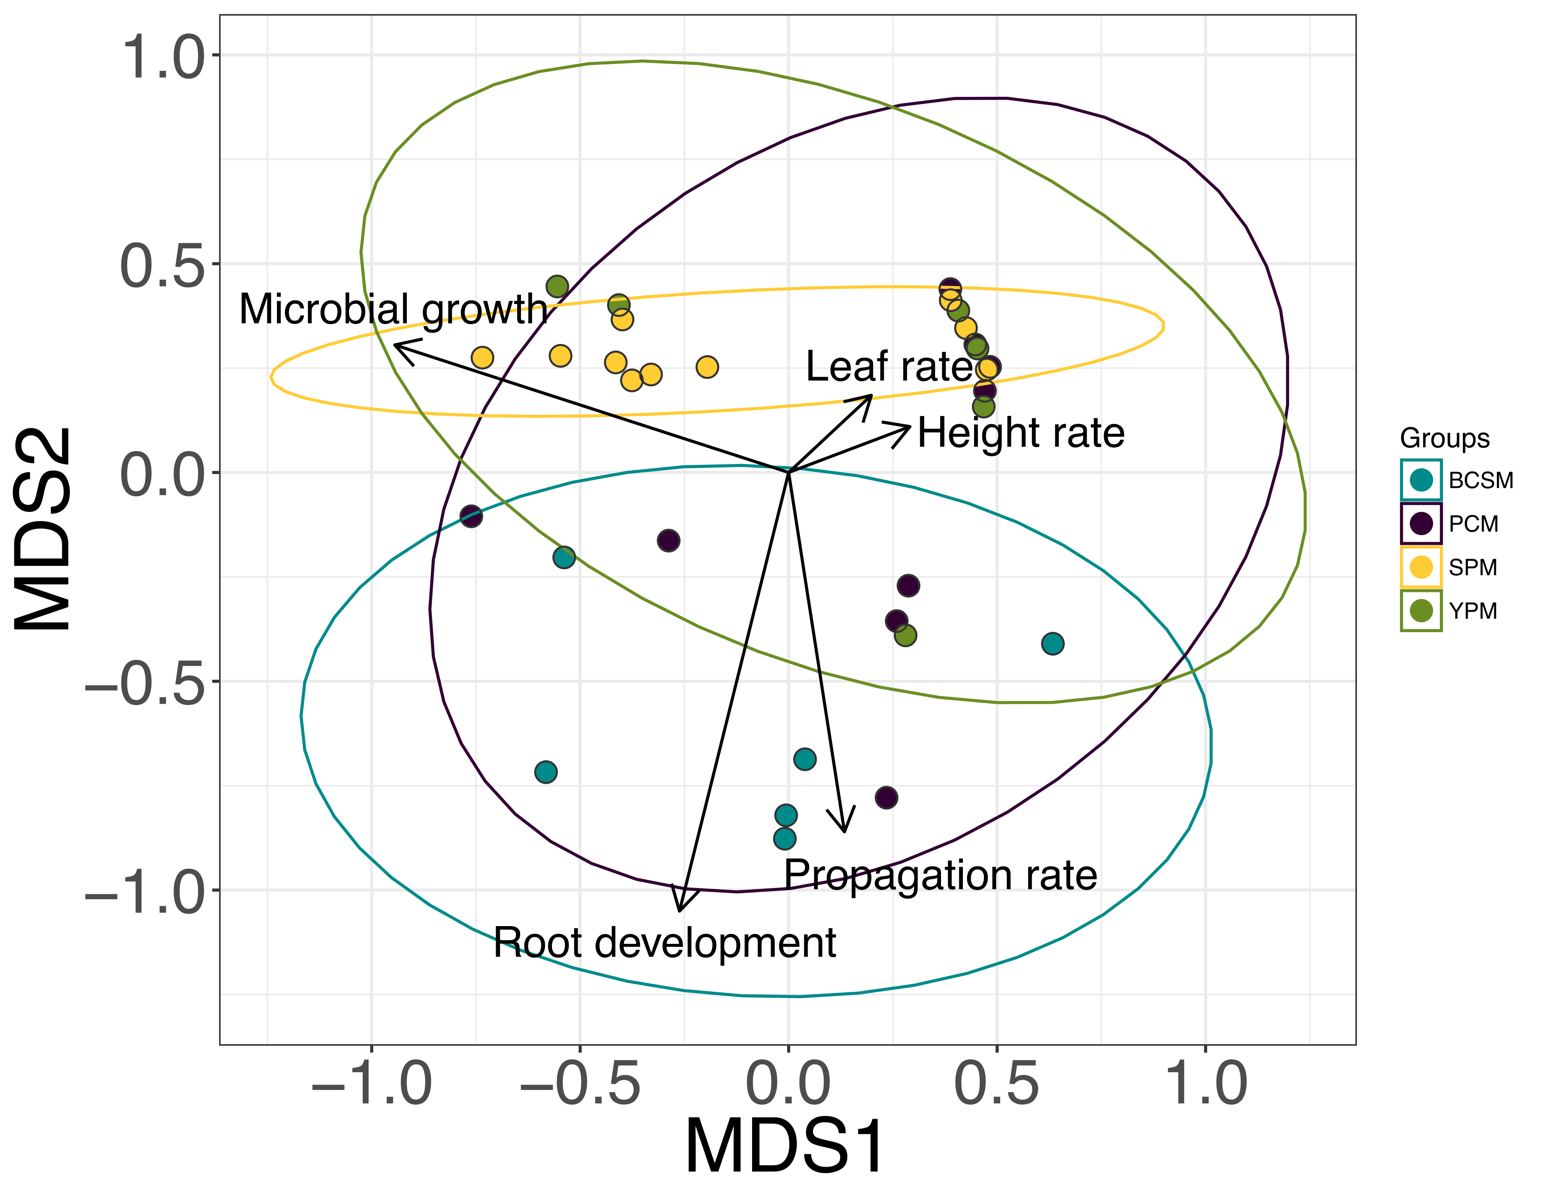 1.0
0.5
0.0
−0.5
−1.0
MDS2
Microbial growth
Leaf rate
Height rate
Propagation rate
Root development
−1.0 −0.5 0.0 0.5 1.0
MDS1
Groups
BCSM
PCM
SPM
YPM